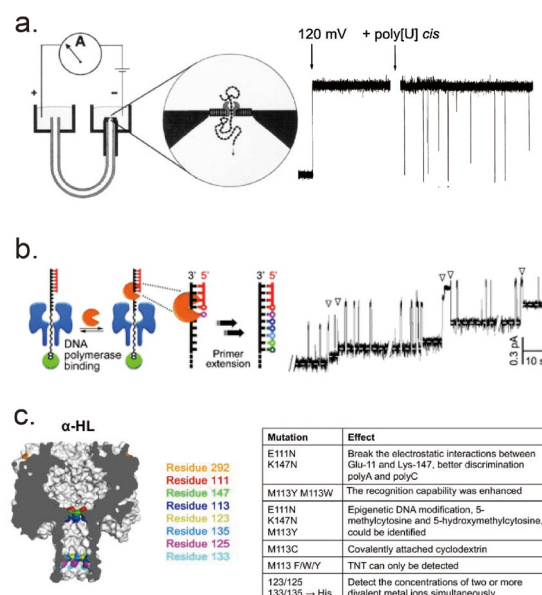 a.
A
+
-
120 mV
+ poly[U] cis
b.
3' 5'
3' 5'
DNA
polymerase
binding
Primer
extension
0.3 pA
10 s
c.
α-HL
Residue 292
Residue 111
Residue 147
Residue 113
Residue 123
Residue 135
Residue 125
Residue 133
Mutation Effect
E111N
K147N
Break the electrostatic interactions between
Glu-11 and Lys-147, better discrimination
polyA and polyC
M113Y M113W The recognition capability was enhanced
E111N
K147N
M113Y
Epigenetic DNA modification, 5-
methylcytosine and 5-hydroxymethylcytosine,
could be identified
M113C Covalently attached cyclodextrin
M113 F/W/Y TNT can only be detected
123/125
133/135 → His
Detect the concentrations of two or more
divalent metal ions simultaneously